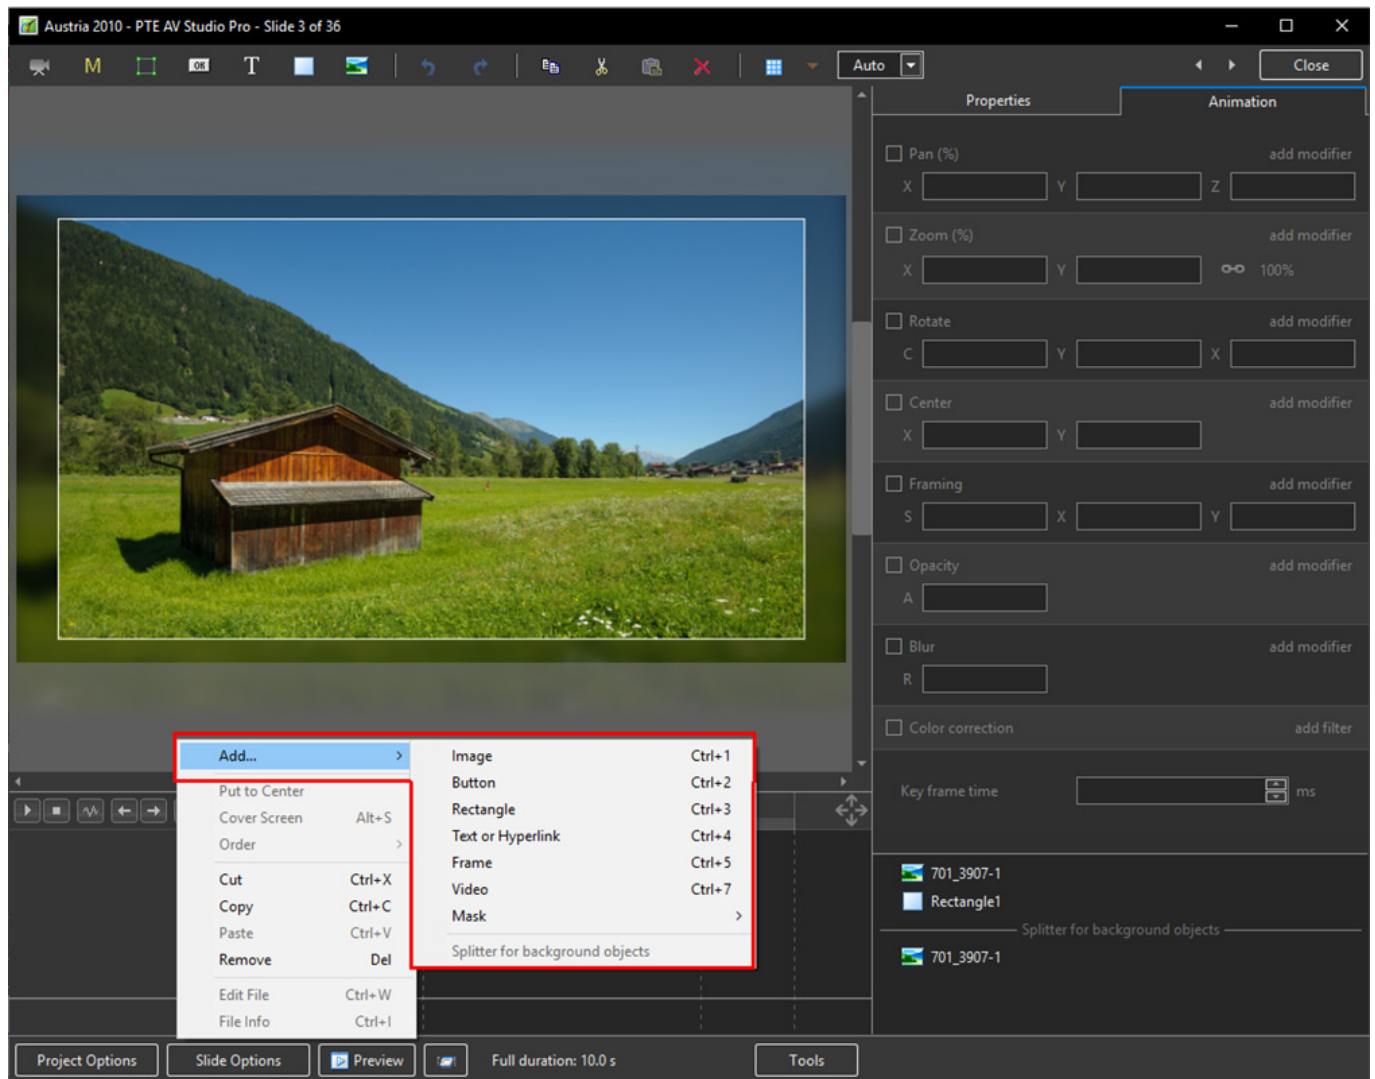 Austria 2010 - PTE AV Studio Pro - Slide 3 of 36
M OK T Auto Close
Properties Animation
Pan (%) add modifier
X Y Z
Zoom (%) add modifier
X Y 100%
Rotate add modifier
C Y X
Center add modifier
X Y
Framing add modifier
S X Y
Opacity add modifier
A
Blur add modifier
R
Color correction add filter
Key frame time ms
Add...
Put to Center
Cover Screen Alt+S
Order
Cut Ctrl+X
Copy Ctrl+C
Paste Ctrl+V
Remove Del
Edit File Ctrl+W
File Info Ctrl+I
Image Ctrl+1
Button Ctrl+2
Rectangle Ctrl+3
Text or Hyperlink Ctrl+4
Frame Ctrl+5
Video Ctrl+7
Mask
Splitter for background objects
701_3907-1
Rectangle1
Splitter for background objects
701_3907-1
Project Options Slide Options Preview Full duration: 10.0 s Tools